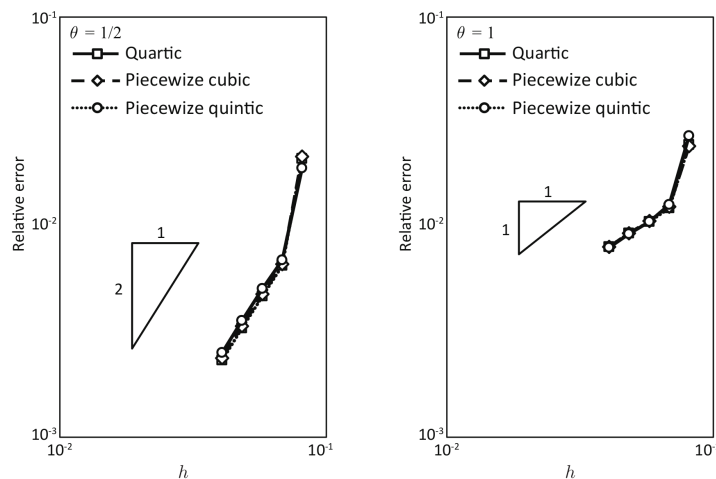 10⁻¹
θ = 1/2
Quartic
Piecewize cubic
Piecewize quintic
Relative error
10⁻²
1
2
10⁻³
10⁻²
10⁻¹
h
10⁻¹
θ = 1
Quartic
Piecewize cubic
Piecewize quintic
Relative error
10⁻²
1
1
10⁻³
10⁻²
10⁻
h